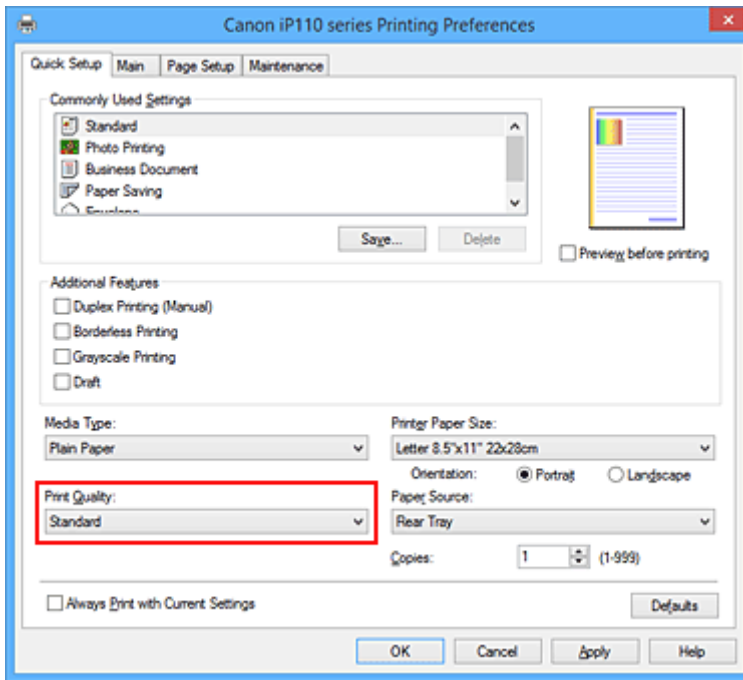 Canon iP110 series Printing Preferences
Quick Setup Main Page Setup Maintenance
Commonly Used Settings
Standard
Photo Printing
Business Document
Paper Saving
Envelope
Save... Delete
Preview before printing
Additional Features
Duplex Printing (Manual)
Borderless Printing
Grayscale Printing
Draft
Media Type:
Plain Paper
Printer Paper Size:
Letter 8.5"x11" 22x28cm
Orientation: Portrait Landscape
Print Quality:
Standard
Paper Source:
Rear Tray
Copies: 1 (1-999)
Always Print with Current Settings
Defaults
OK Cancel Apply Help